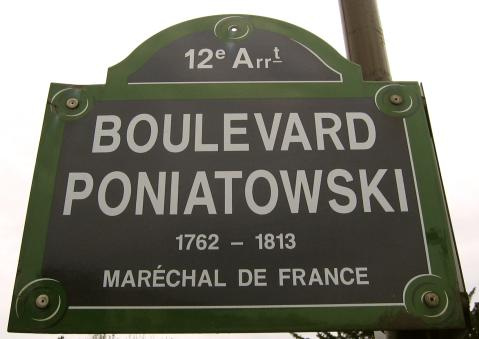 12e Arrt
BOULEVARD
PONIATOWSKI
1762 – 1813
MARÉCHAL DE FRANCE